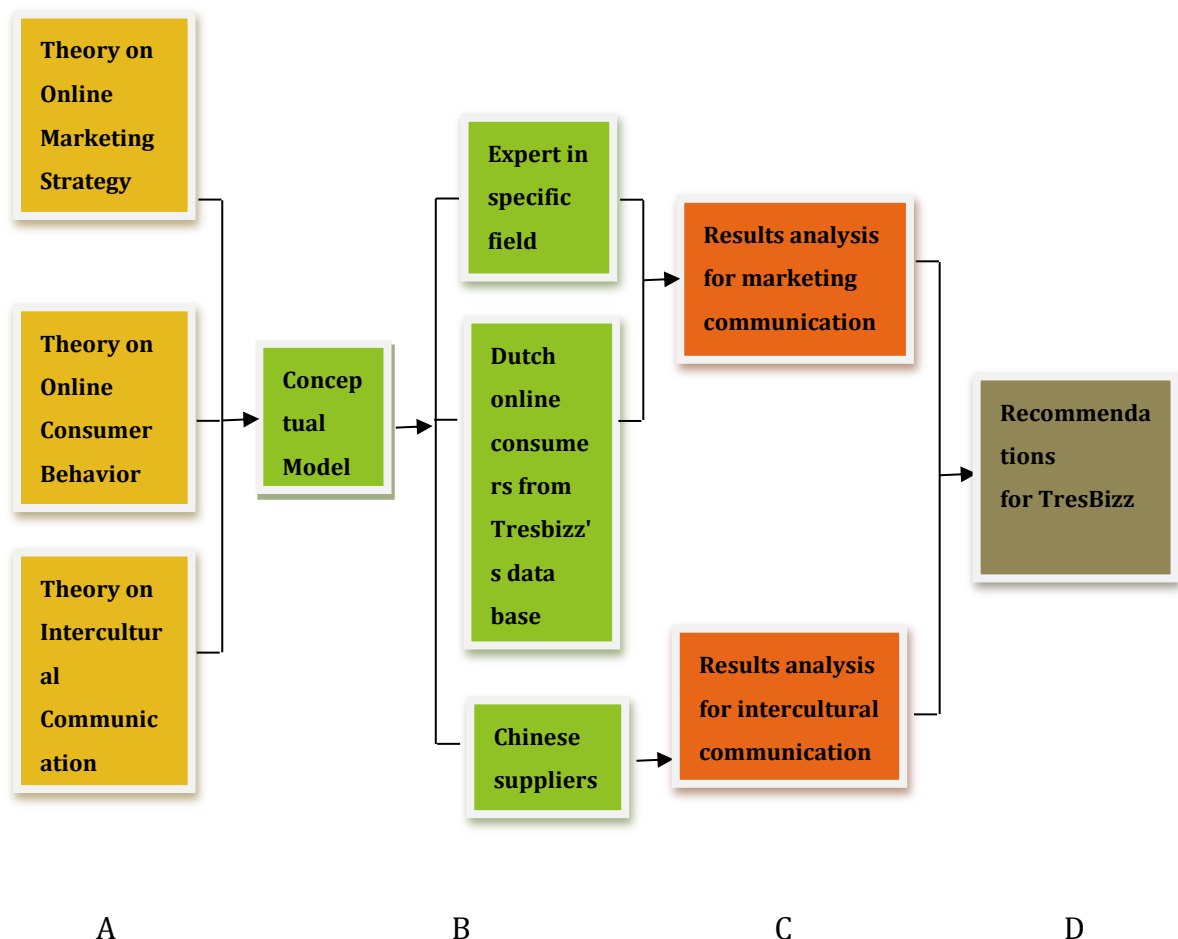 Theory on
Online
Marketing
Strategy
Theory on
Online
Consumer
Behavior
Theory on
Intercultur
al
Communic
ation
Concep
tual
Model
Expert in
specific
field
Dutch
online
consume
rs from
Tresbizz's
s data
base
Chinese
suppliers
Results analysis
for marketing
communication
Results analysis
for intercultural
communication
Recommenda
tions
for TresBizz
A B C D